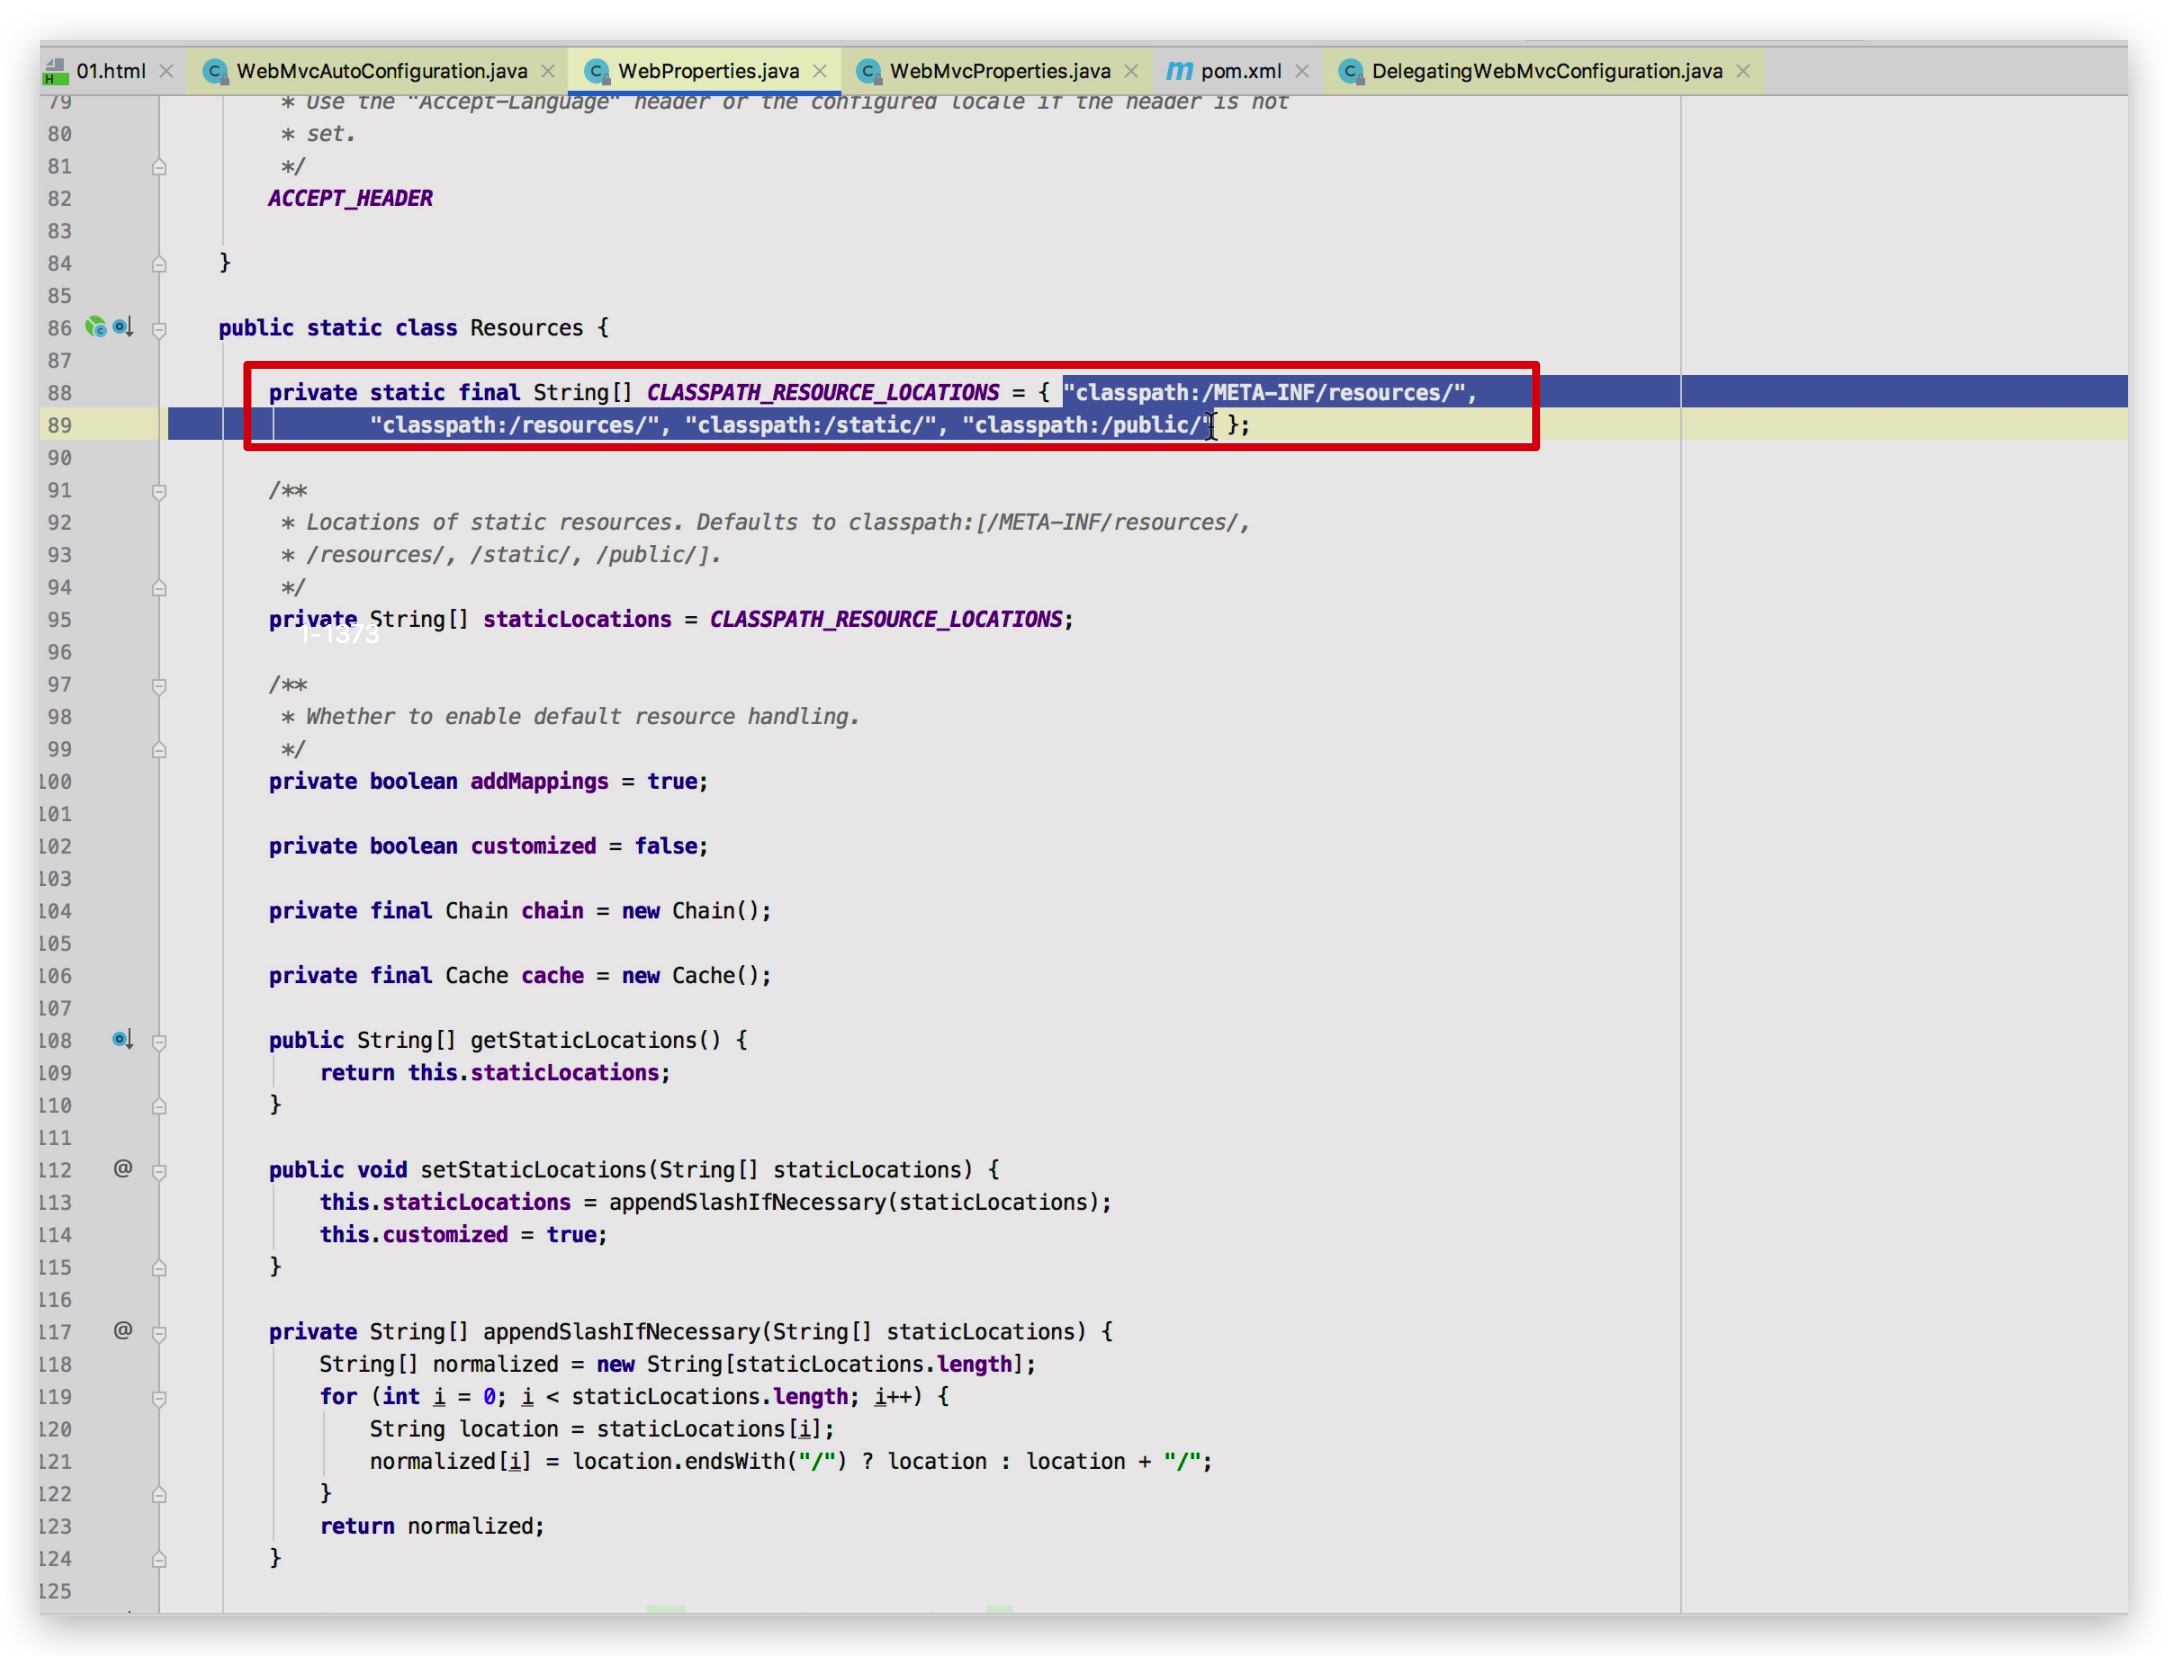 01.html WebMvcAutoConfiguration.java WebProperties.java WebMvcProperties.java pom.xml DelegatingWebMvcConfiguration.java
79 * Use the "Accept-Language" header or the configured locale if the header is not
80 * set.
81 */
82 ACCEPT_HEADER
83
84 }
85
86 public static class Resources {
87
88 private static final String[] CLASSPATH_RESOURCE_LOCATIONS = { "classpath:/META-INF/resources/",
89 "classpath:/resources/", "classpath:/static/", "classpath:/public/" };
90
91 /**
92 * Locations of static resources. Defaults to classpath:[/META-INF/resources/,
93 * /resources/, /static/, /public/].
94 */
95 private String[] staticLocations = CLASSPATH_RESOURCE_LOCATIONS;
1-1373
96
97 /**
98 * Whether to enable default resource handling.
99 */
100 private boolean addMappings = true;
101
102 private boolean customized = false;
103
104 private final Chain chain = new Chain();
105
106 private final Cache cache = new Cache();
107
108 public String[] getStaticLocations() {
109 return this.staticLocations;
110 }
111
112 @ public void setStaticLocations(String[] staticLocations) {
113 this.staticLocations = appendSlashIfNecessary(staticLocations);
114 this.customized = true;
115 }
116
117 @ private String[] appendSlashIfNecessary(String[] staticLocations) {
118 String[] normalized = new String[staticLocations.length];
119 for (int i = 0; i < staticLocations.length; i++) {
120 String location = staticLocations[i];
121 normalized[i] = location.endsWith("/") ? location : location + "/";
122 }
123 return normalized;
124 }
125